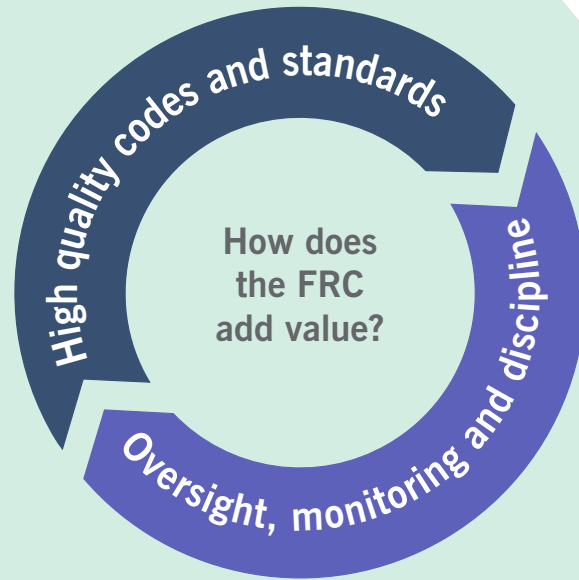 High quality codes and standards
How does
the FRC
add value?
Oversight, monitoring and discipline